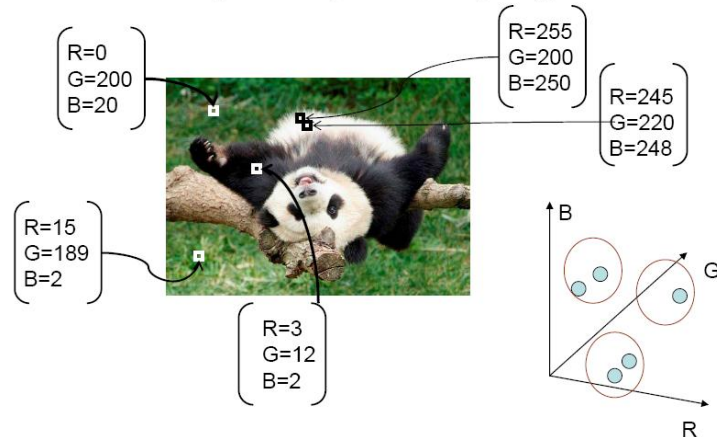 R=0
G=200
B=20
R=255
G=200
B=250
R=245
G=220
B=248
R=15
G=189
B=2
R=3
G=12
B=2
B
G
R